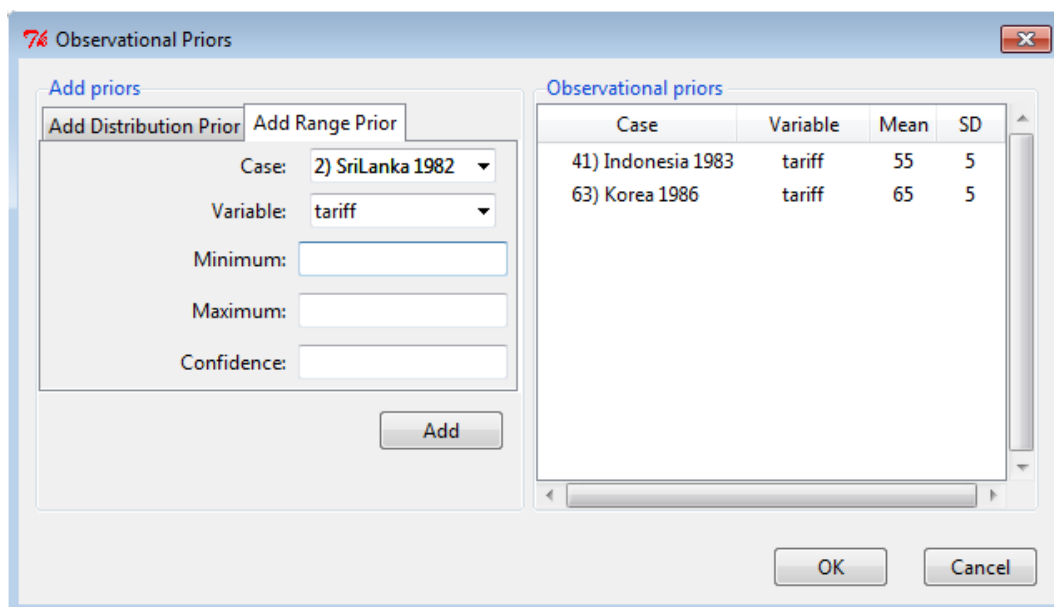 Observational Priors
Add priors
Add Distribution Prior Add Range Prior
Case: 2) SriLanka 1982
Variable: tariff
Minimum:
Maximum:
Confidence:
Add
Observational priors
Case Variable Mean SD
41) Indonesia 1983 tariff 55 5
63) Korea 1986 tariff 65 5
OK Cancel